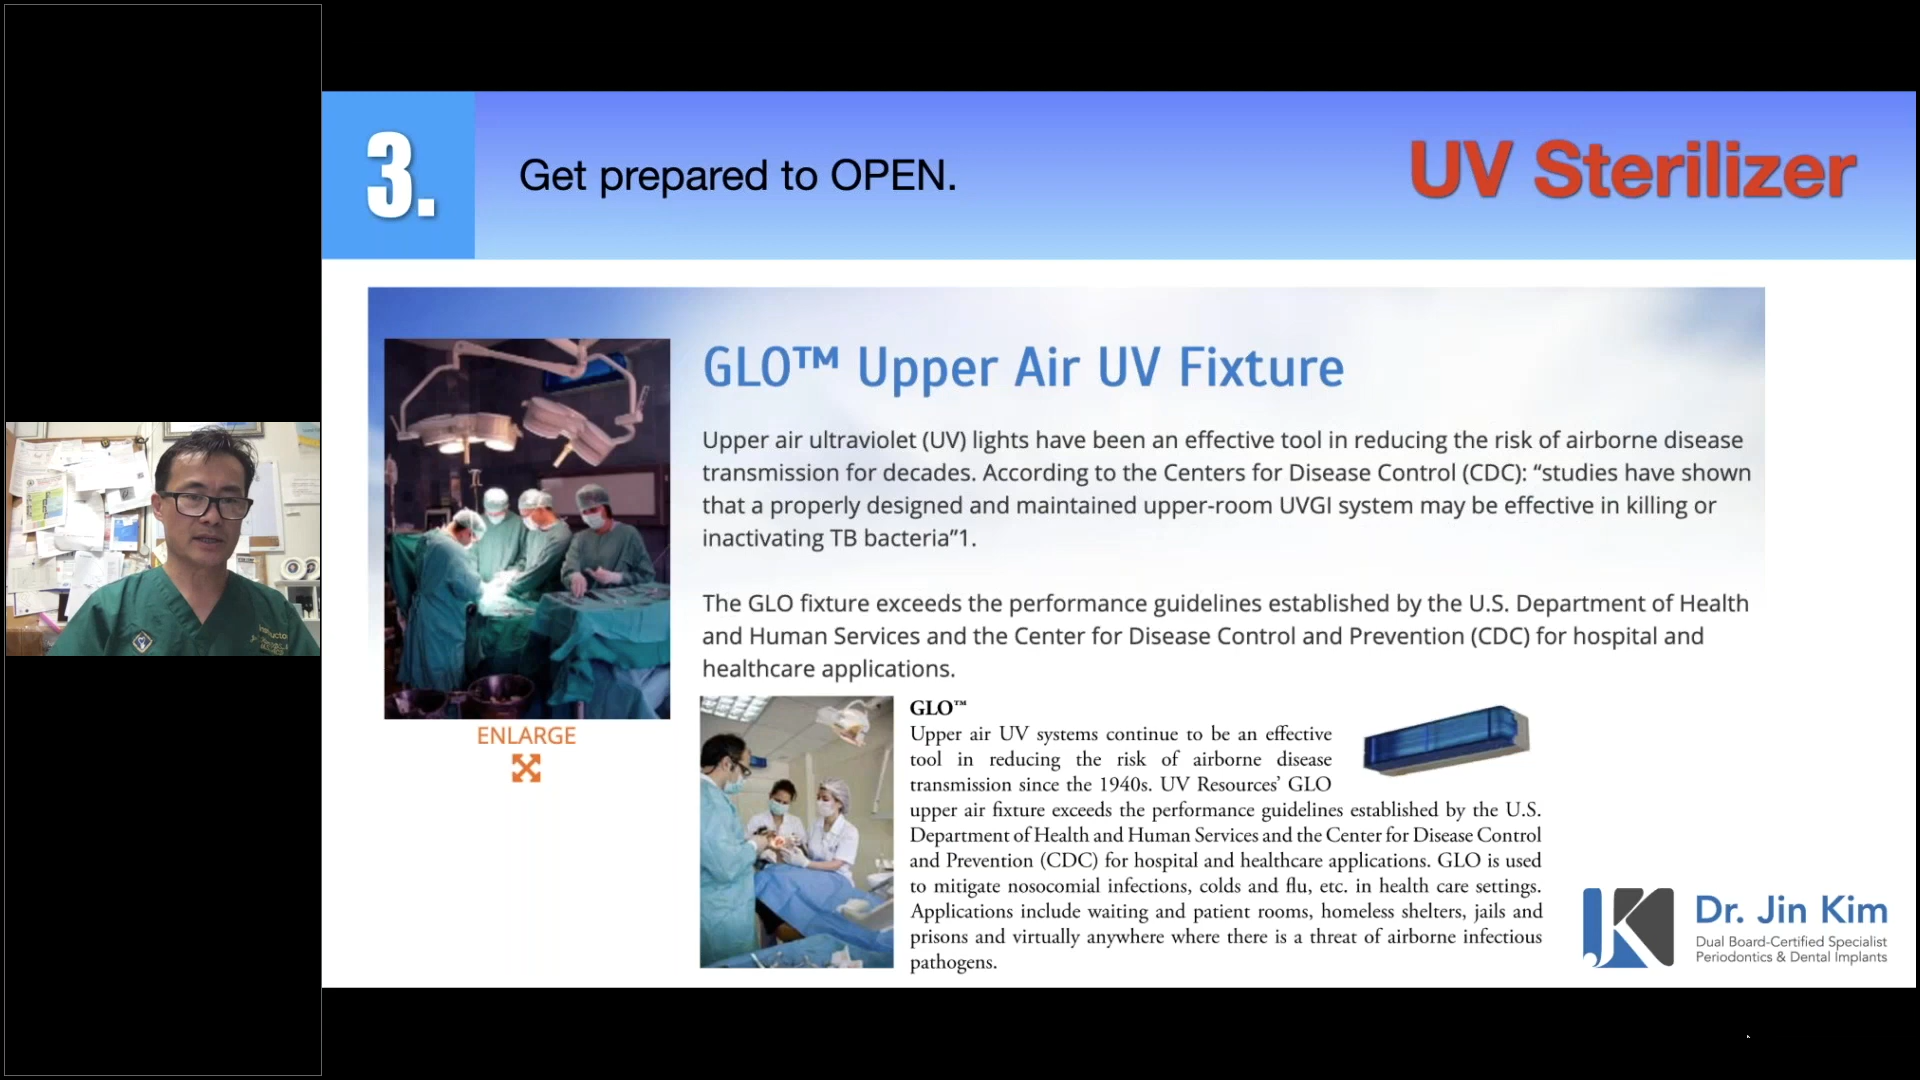 3.
Get prepared to OPEN.
UV Sterilizer
GLO™ Upper Air UV Fixture
Upper air ultraviolet (UV) lights have been an effective tool in reducing the risk of airborne disease
transmission for decades. According to the Centers for Disease Control (CDC): “studies have shown
that a properly designed and maintained upper-room UVGI system may be effective in killing or
inactivating TB bacteria”1.
The GLO fixture exceeds the performance guidelines established by the U.S. Department of Health
and Human Services and the Center for Disease Control and Prevention (CDC) for hospital and
healthcare applications.
ENLARGE
GLO™
Upper air UV systems continue to be an effective
tool in reducing the risk of airborne disease
transmission since the 1940s. UV Resources’ GLO
upper air fixture exceeds the performance guidelines established by the U.S.
Department of Health and Human Services and the Center for Disease Control
and Prevention (CDC) for hospital and healthcare applications. GLO is used
to mitigate nosocomial infections, colds and flu, etc. in health care settings.
Applications include waiting and patient rooms, homeless shelters, jails and
prisons and virtually anywhere where there is a threat of airborne infectious
pathogens.
JK
Dr. Jin Kim
Dual Board-Certified Specialist
Periodontics & Dental Implants